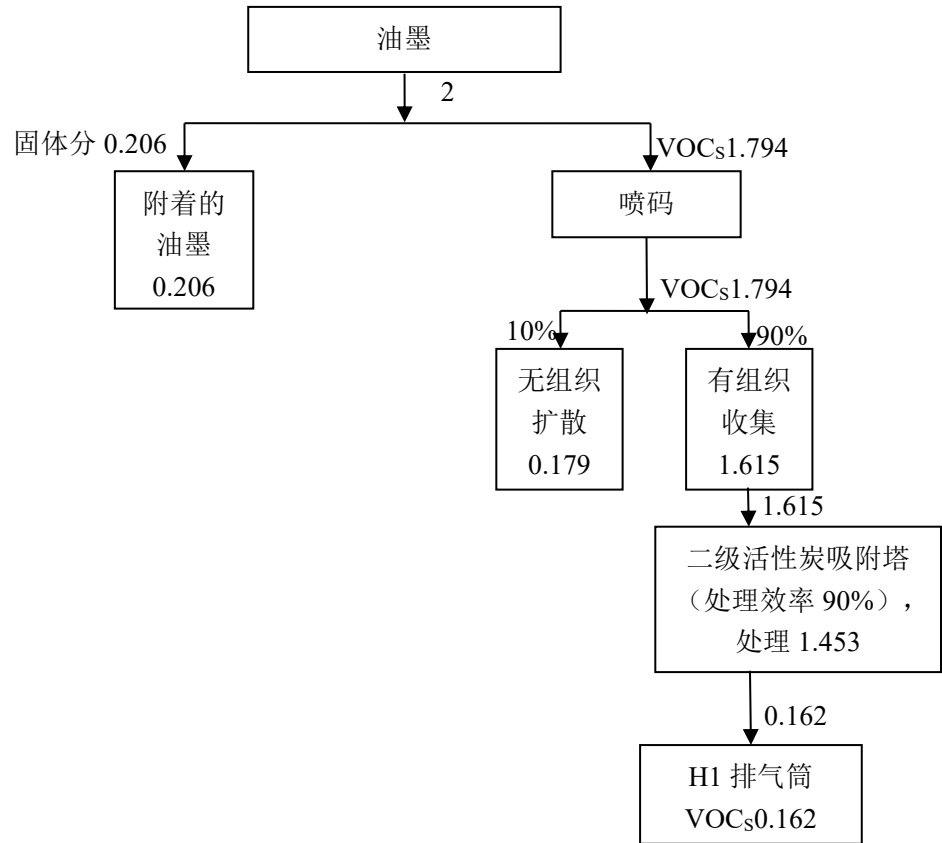 油墨
2
固体分 0.206
VOCS1.794
附着的
油墨
0.206
喷码
VOCS1.794
10%
90%
无组织
扩散
0.179
有组织
收集
1.615
1.615
二级活性炭吸附塔
（处理效率 90%），
处理 1.453
0.162
H1 排气筒
VOCS0.162